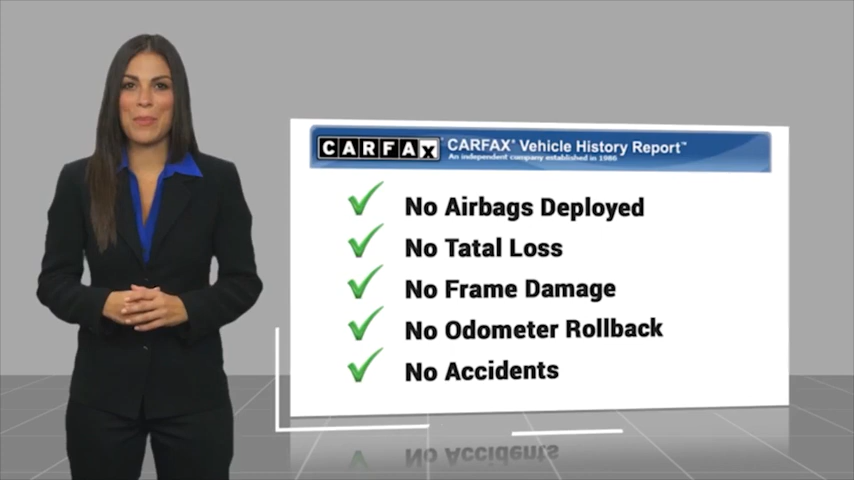 CARFAX CARFAX® Vehicle History Report™
An independent company established in 1986
No Airbags Deployed
No Tatal Loss
No Frame Damage
No Odometer Rollback
No Accidents
No Accidents